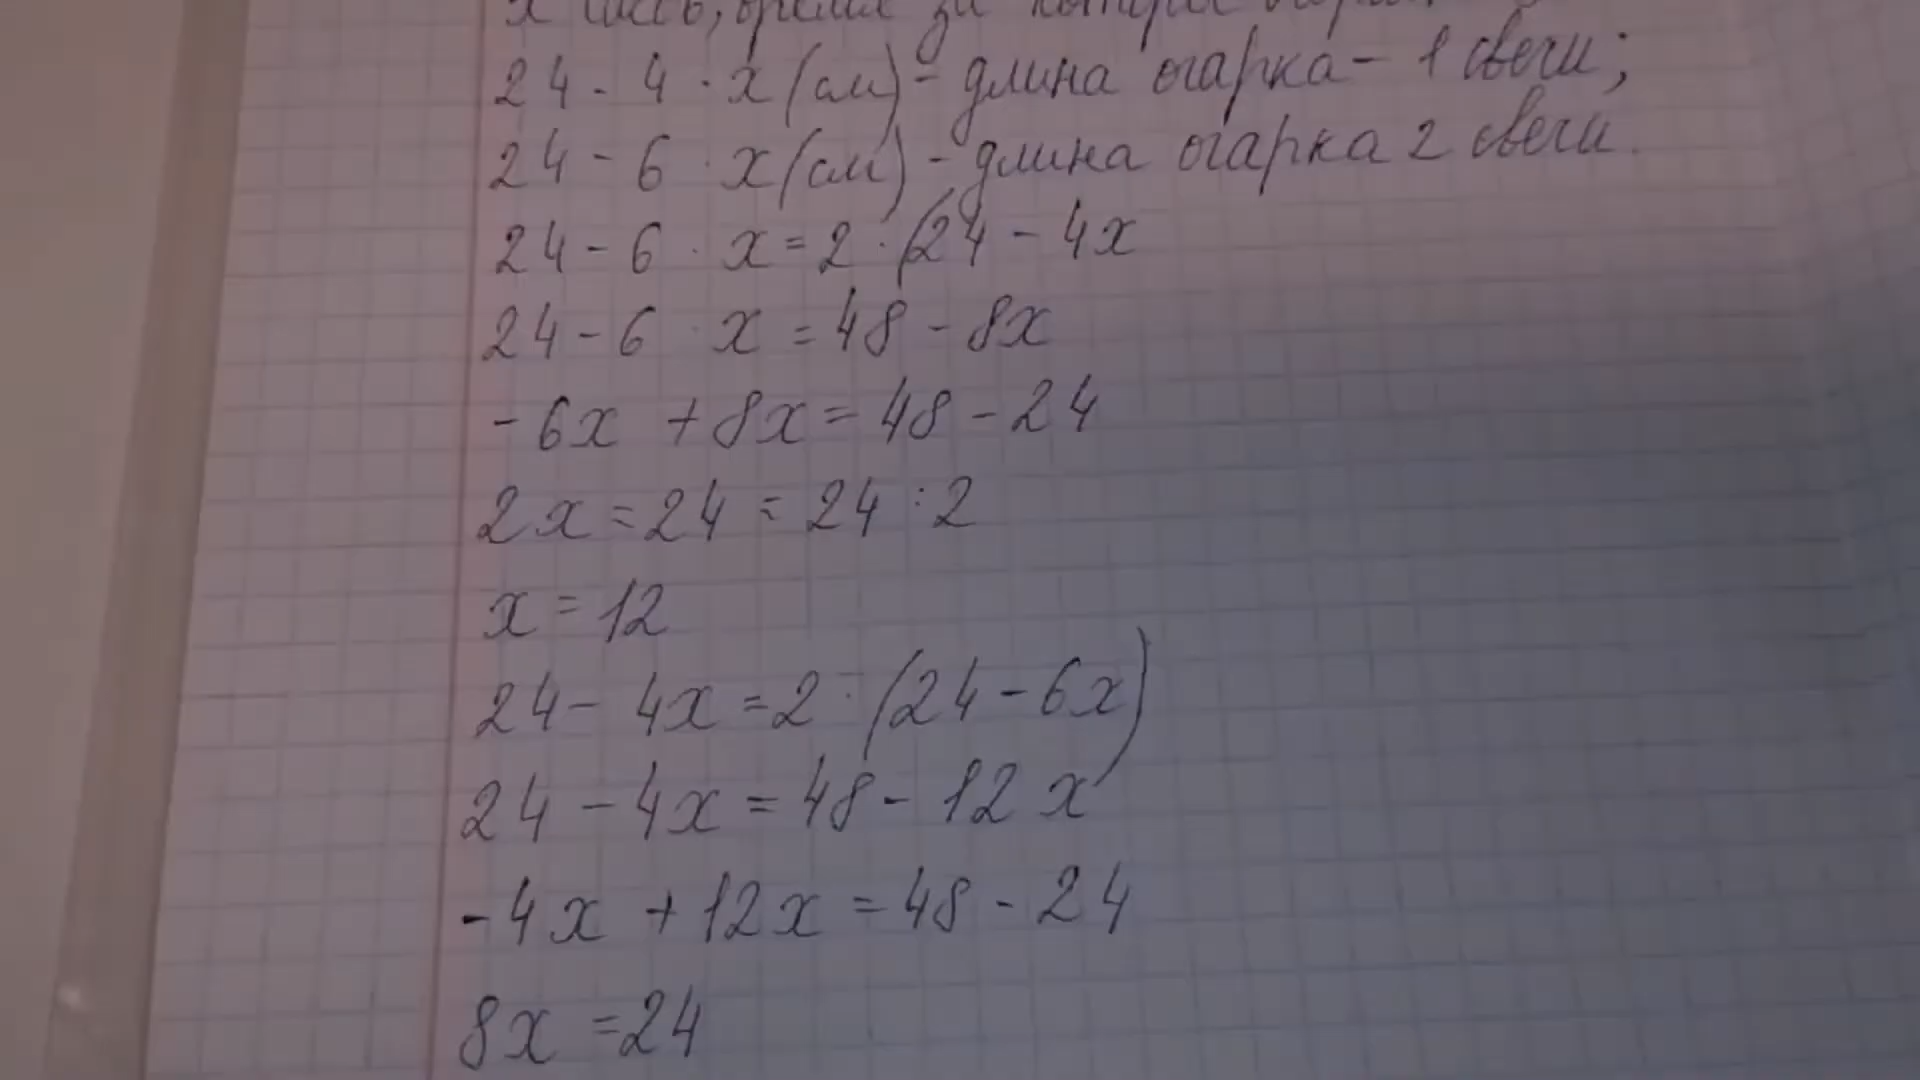 24 - 4 · x (см) - длина огарка - 1 свечи;
24 - 6 · x (см) - длина огарка 2 свечи.
24 - 6 · x = 2 · (24 - 4x
24 - 6 x = 48 - 8x
- 6x + 8x = 48 - 24
2x = 24 = 24 : 2
x = 12
24 - 4x = 2 · (24 - 6x)
24 - 4x = 48 - 12x
- 4x + 12x = 48 - 24
8x = 24